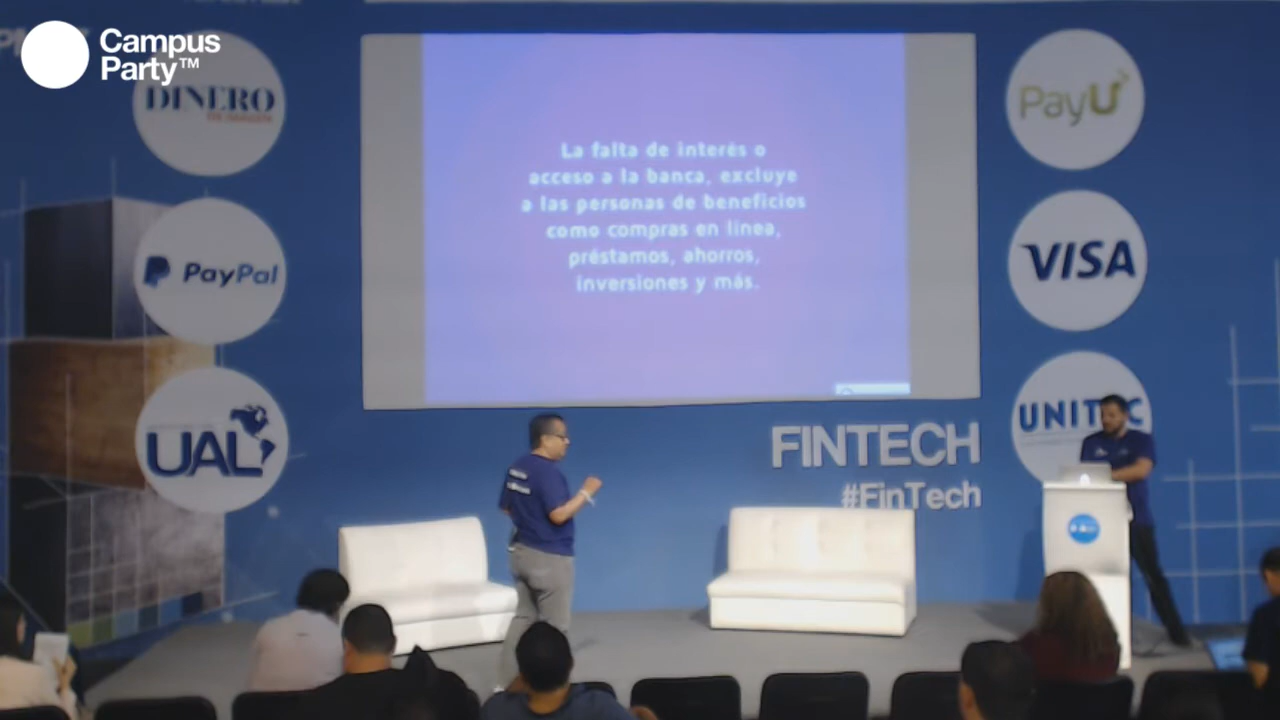 Campus
Party™
DINERO
PayPal
UAL
La falta de interés o
acceso a la banca, excluye
a las personas de beneficios
como compras en línea,
préstamos, ahorros,
inversiones y más.
PayU
VISA
FINTECH
#FinTech